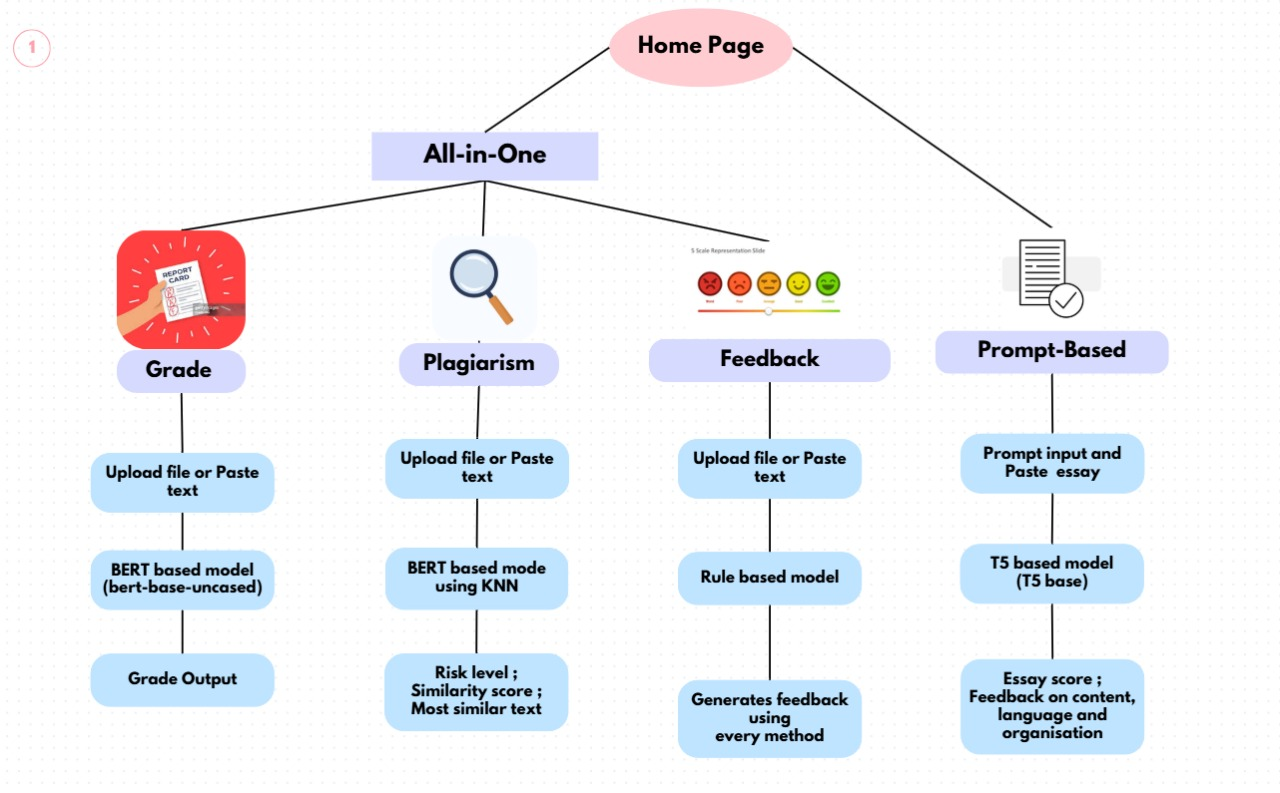 1
Home Page
All-in-One
REPORT
CARD
5 Scale Representation Slide
Grade
Plagiarism
Feedback
Prompt-Based
Upload file or Paste
text
Upload file or Paste
text
Upload file or Paste
text
Prompt input and
Paste essay
BERT based model
(bert-base-uncased)
BERT based mode
using KNN
Rule based model
T5 based model
(T5 base)
Grade Output
Risk level ;
Similarity score ;
Most similar text
Generates feedback
using
every method
Essay score ;
Feedback on content,
language and
organisation